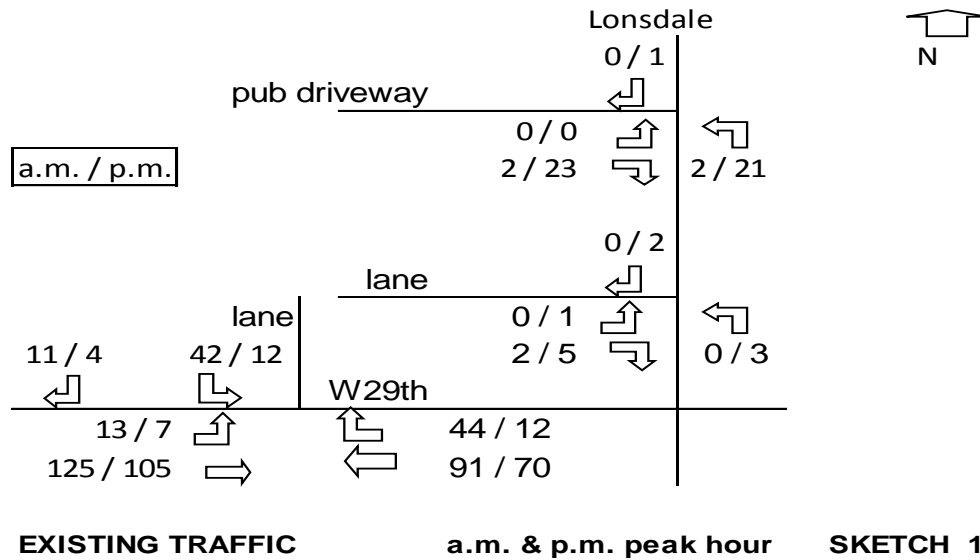 Lonsdale
N
0 / 1
pub driveway
0 / 0
a.m. / p.m.
2 / 23
2 / 21
0 / 2
lane
lane
0 / 1
11 / 4
42 / 12
2 / 5
0 / 3
W29th
13 / 7
44 / 12
125 / 105
91 / 70
EXISTING TRAFFIC a.m. & p.m. peak hour SKETCH 1